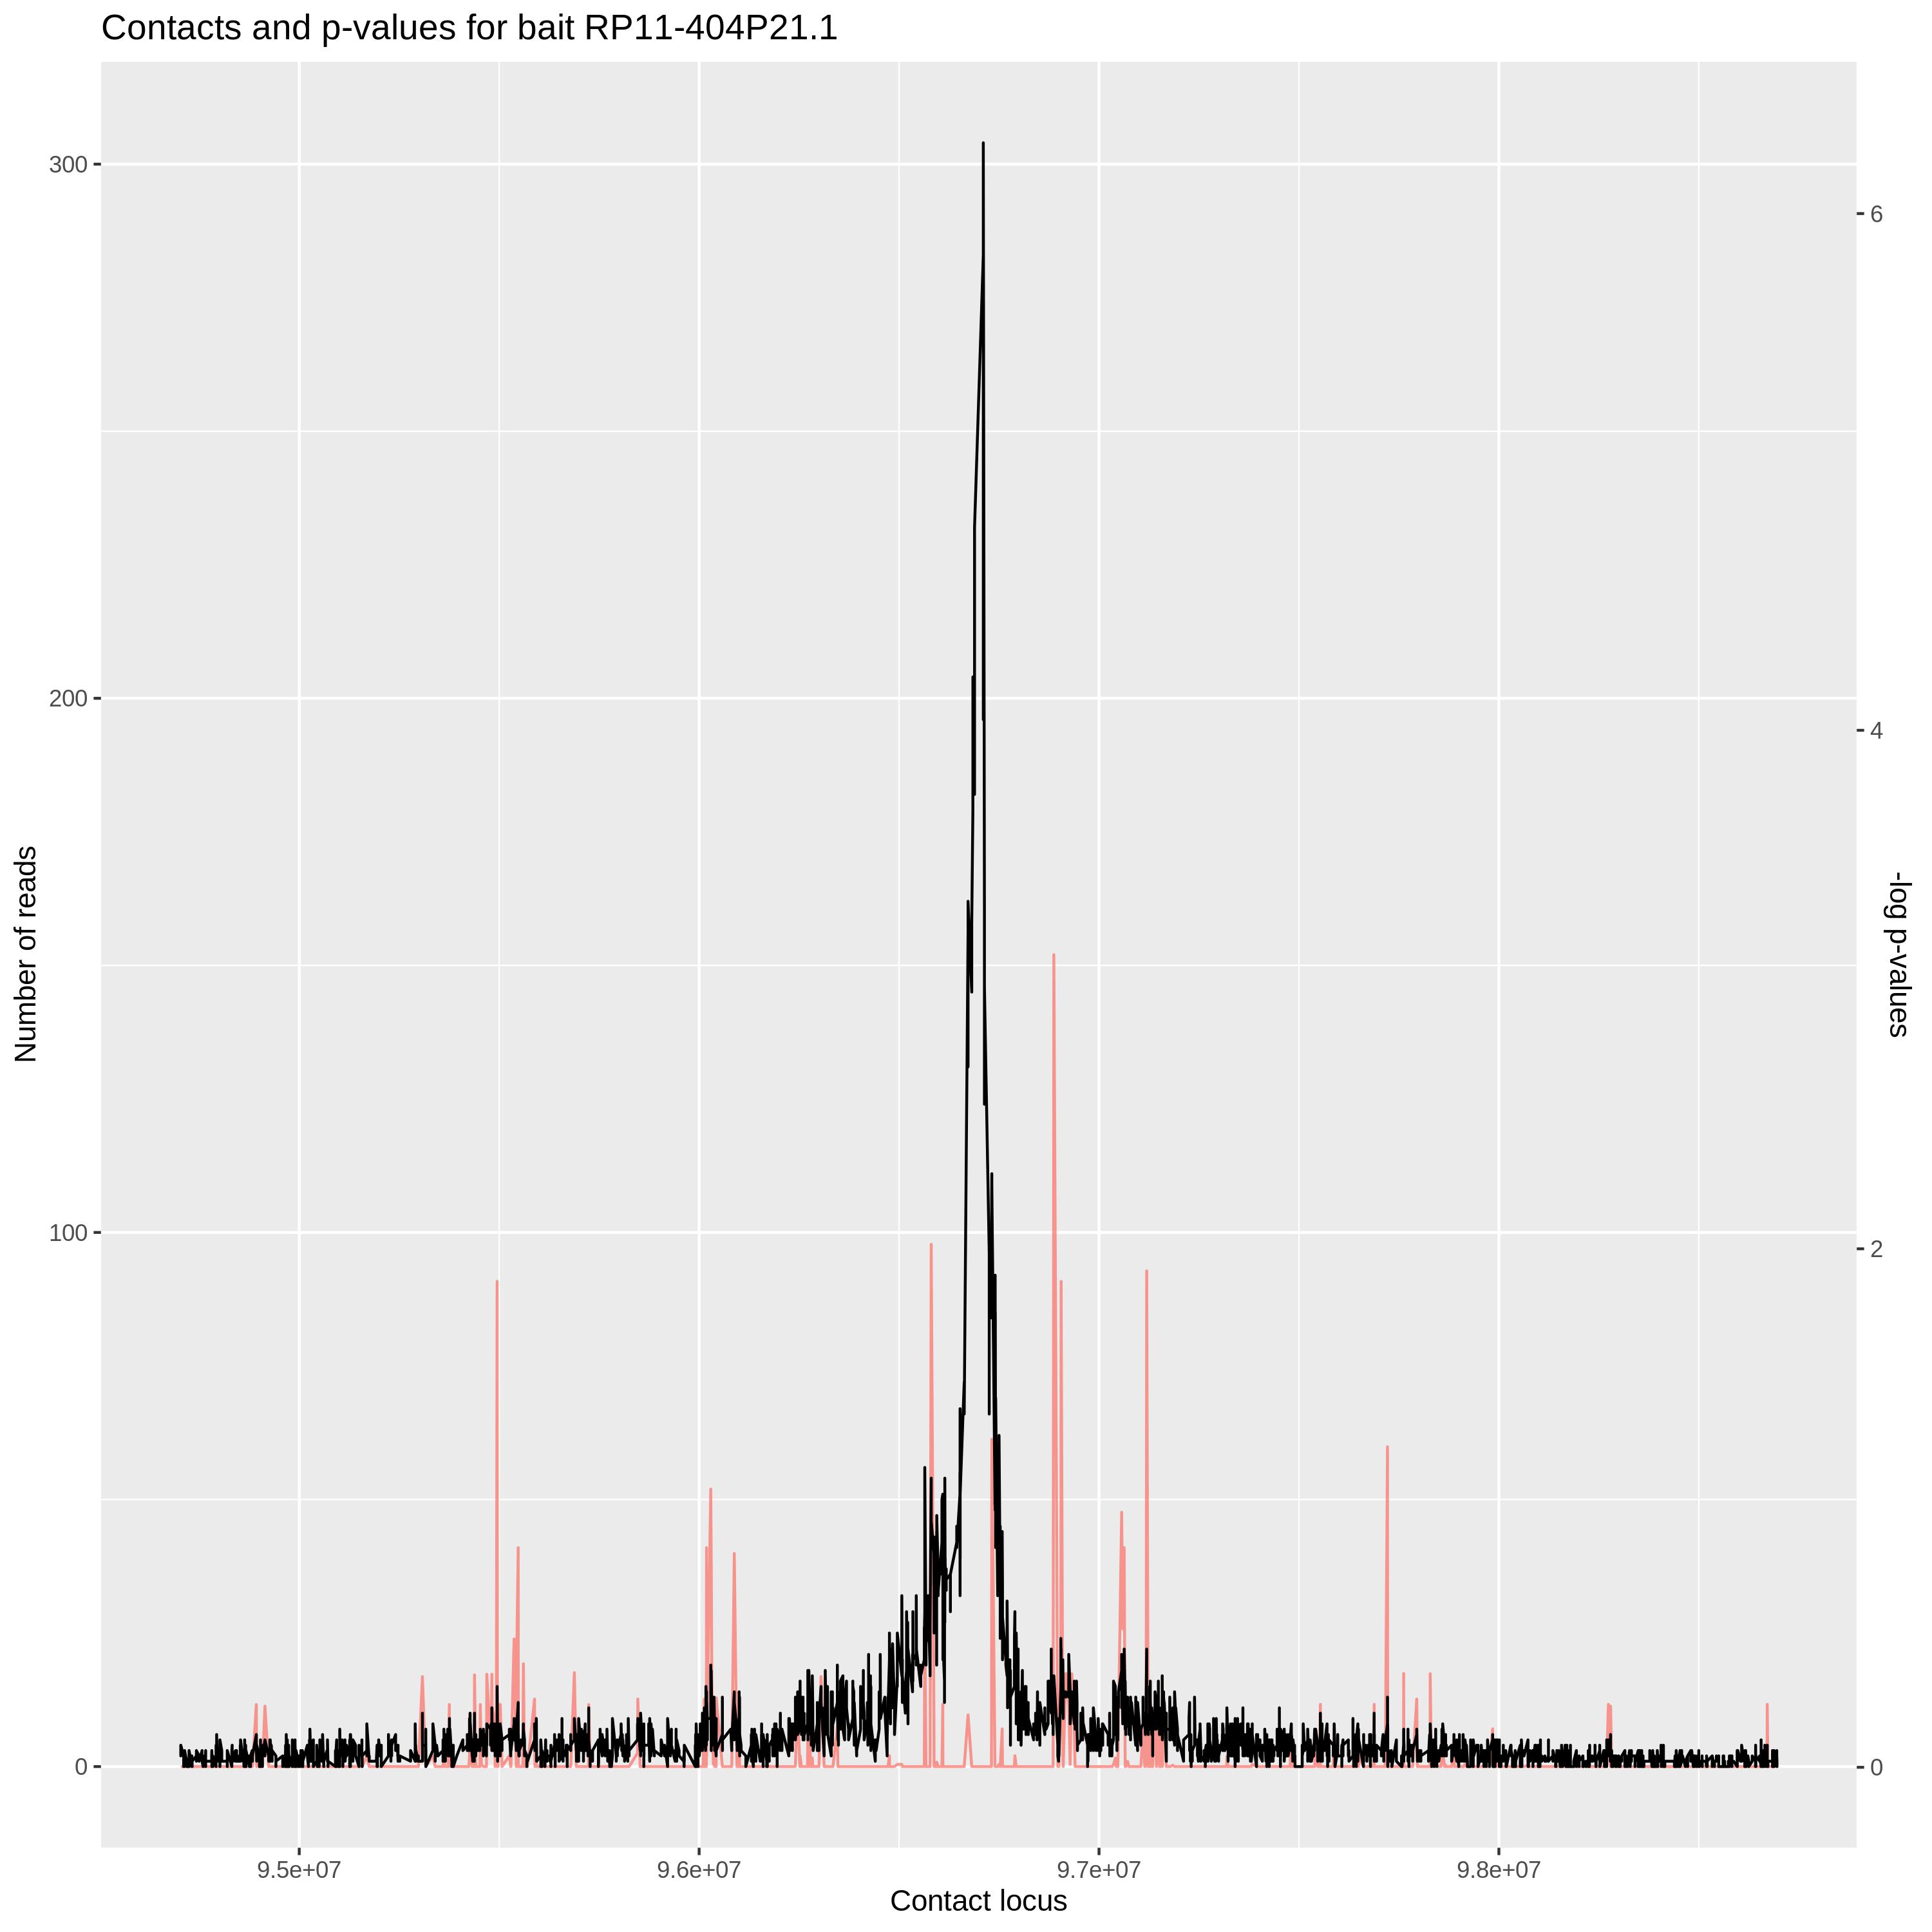 Contacts and p-values for bait RP11-404P21.1
300
200
100
0
Number of reads
6
4
2
0
-log p-values
9.5e+07 9.6e+07 9.7e+07 9.8e+07
Contact locus